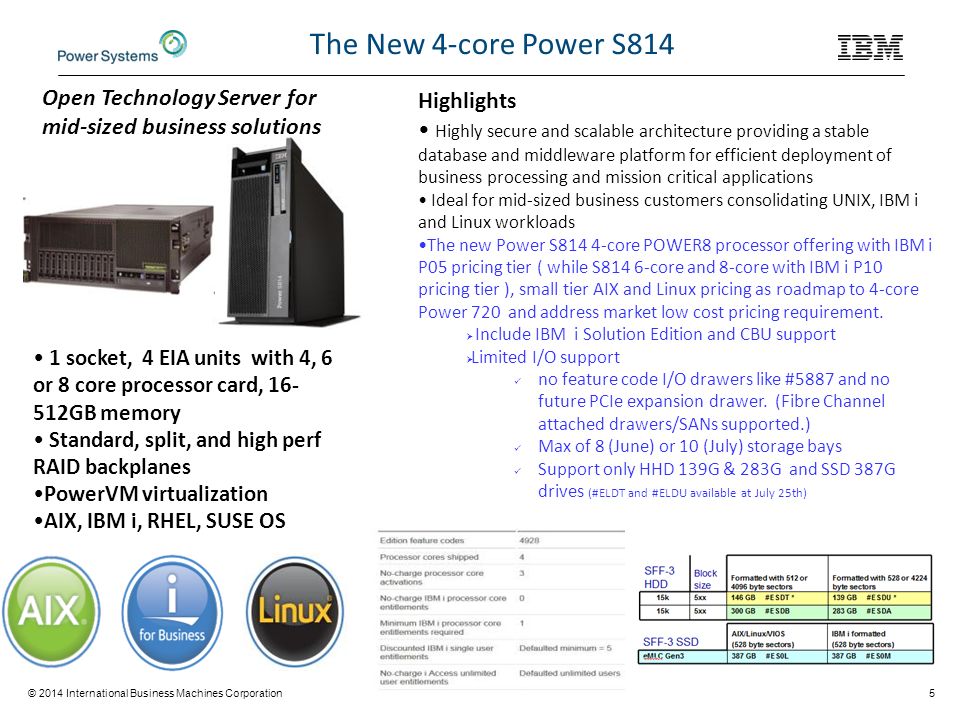 The New 4-core Power S814
Power Systems
IBM
Open Technology Server for
mid-sized business solutions
IBM
Power S814
• 1 socket, 4 EIA units with 4, 6
or 8 core processor card, 16-
512GB memory
• Standard, split, and high perf
RAID backplanes
•PowerVM virtualization
•AIX, IBM i, RHEL, SUSE OS
AIX
i
for Business
Linux
Highlights
• Highly secure and scalable architecture providing a stable
database and middleware platform for efficient deployment of
business processing and mission critical applications
• Ideal for mid-sized business customers consolidating UNIX, IBM i
and Linux workloads
•The new Power S814 4-core POWER8 processor offering with IBM i
P05 pricing tier ( while S814 6-core and 8-core with IBM i P10
pricing tier ), small tier AIX and Linux pricing as roadmap to 4-core
Power 720 and address market low cost pricing requirement.
➢ Include IBM i Solution Edition and CBU support
➢Limited I/O support
✓ no feature code I/O drawers like #5887 and no
future PCIe expansion drawer. (Fibre Channel
attached drawers/SANs supported.)
✓ Max of 8 (June) or 10 (July) storage bays
✓ Support only HHD 139G & 283G and SSD 387G
drives (#ELDT and #ELDU available at July 25th)
Edition feature codes 4928
Processor cores shipped 4
No-charge processor core
activations 3
No-charge IBM i processor core
entitlements 0
Minimum IBM i processor core
entitlements required 1
Discounted IBM i single user
entitlements Defaulted minimum = 5
No-charge i Access unlimited
user entitlements Defaulted unlimited users
SFF-3
HDD
Block
size
Formatted with 512 or
4096 byte sectors
Formatted with 528 or 4224
byte sectors
15k 5xx 146 GB #ESDT * 139 GB #ESDU *
15k 5xx 300 GB #ESDB 283 GB #ESDA
SFF-3 SSD
AIX/Linux/VIOS
(528 byte sectors)
IBM i formatted
(528 byte sectors)
eMLC Gen3 387 GB #ES0L 387 GB #ES0M
© 2014 International Business Machines Corporation
5